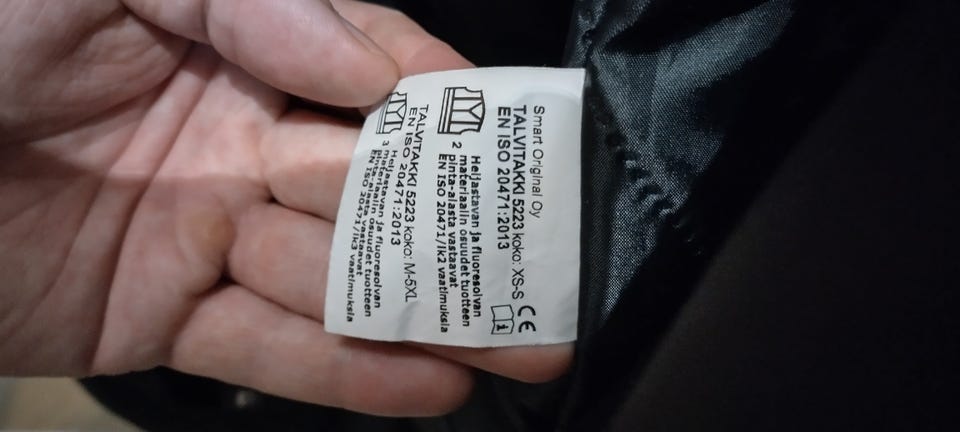 Smart Original Oy
TALVITAKKI 5223 koko: XS-S CE
EN ISO 20471:2013
2
Heijastavan ja fluoresoivan
materiaalin osuudet tuotteen
pinta-alasta vastaavat
EN ISO 20471/lk2 vaatimuksia
TALVITAKKI 5223 koko: M-5XL
EN ISO 20471:2013
3
Heijastavan ja fluoresoivan
materiaalin osuudet tuotteen
pinta-alasta vastaavat
EN ISO 20471/lk3 vaatimuksia